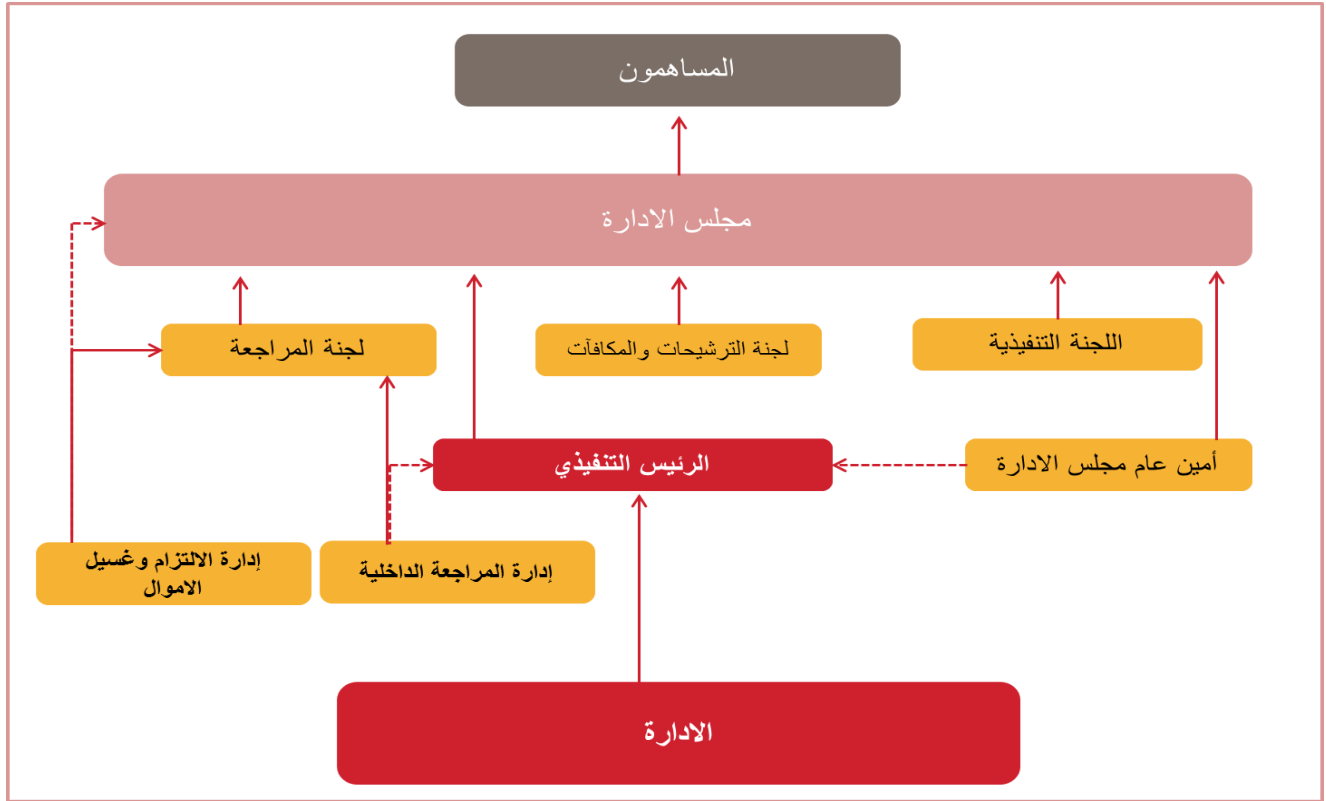 المساهمون
مجلس الادارة
اللجنة التنفيذية
لجنة الترشيحات والمكافآت
لجنة المراجعة
أمين عام مجلس الادارة
الرئيس التنفيذي
إدارة المراجعة الداخلية
إدارة الالتزام وغسيل
الاموال
الادارة